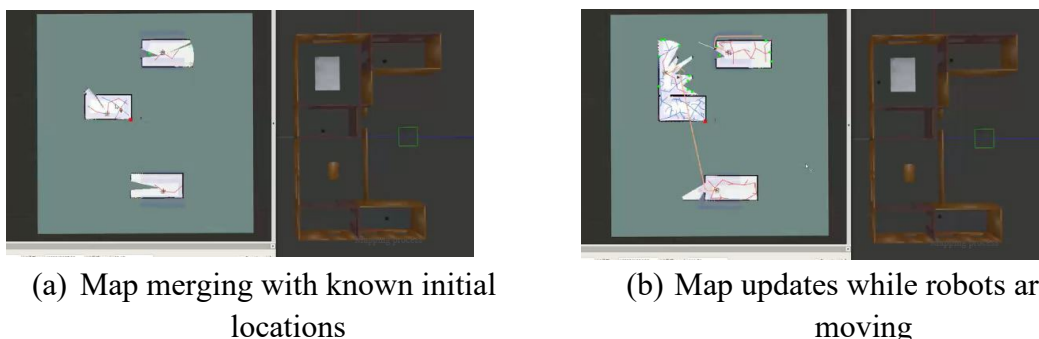 (a) Map merging with known initial
locations
(b) Map updates while robots ar
moving